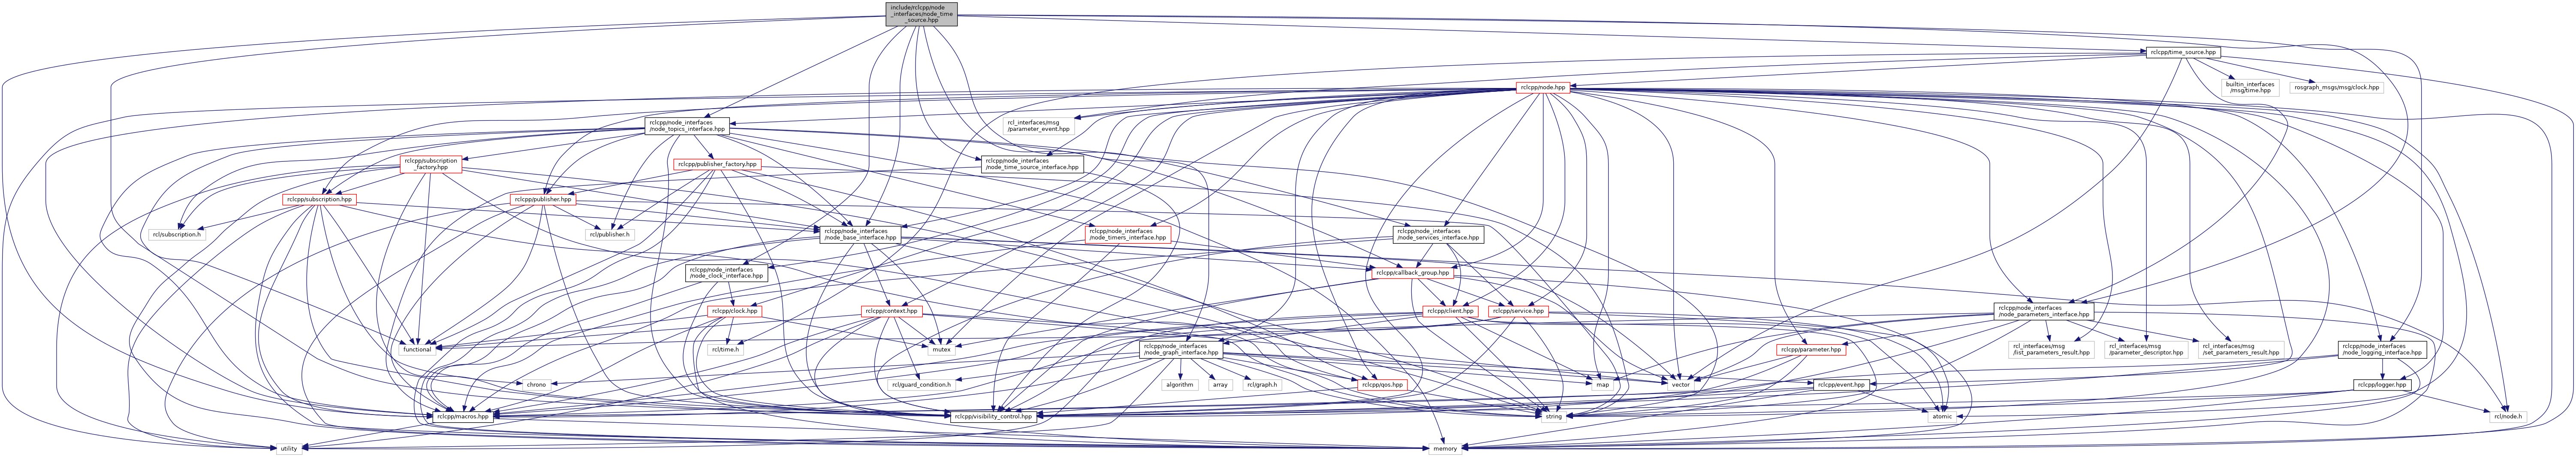 include/rclcpp/node
_interfaces/node_time
_source.hpp
rclcpp/time_source.hpp
rclcpp/node.hpp
builtin_interfaces
/msg/time.hpp
rosgraph_msgs/msg/clock.hpp
rcl_interfaces/msg
/parameter_event.hpp
rclcpp/node_interfaces
/node_topics_interface.hpp
rclcpp/subscription
_factory.hpp
rclcpp/publisher_factory.hpp
rclcpp/node_interfaces
/node_time_source_interface.hpp
rclcpp/subscription.hpp
rclcpp/publisher.hpp
rcl/subscription.h
rcl/publisher.h
rclcpp/node_interfaces
/node_base_interface.hpp
rclcpp/node_interfaces
/node_timers_interface.hpp
rclcpp/node_interfaces
/node_services_interface.hpp
rclcpp/node_interfaces
/node_clock_interface.hpp
rclcpp/callback_group.hpp
rclcpp/clock.hpp
rclcpp/context.hpp
rclcpp/client.hpp
rclcpp/service.hpp
rclcpp/node_interfaces
/node_parameters_interface.hpp
functional
rcl/time.h
mutex
rclcpp/node_interfaces
/node_graph_interface.hpp
rclcpp/parameter.hpp
rcl_interfaces/msg
/list_parameters_result.hpp
rcl_interfaces/msg
/parameter_descriptor.hpp
rcl_interfaces/msg
/set_parameters_result.hpp
rclcpp/node_interfaces
/node_logging_interface.hpp
chrono
rcl/guard_condition.h
algorithm
array
rcl/graph.h
rclcpp/qos.hpp
map
vector
rclcpp/event.hpp
rclcpp/logger.hpp
rclcpp/macros.hpp
rclcpp/visibility_control.hpp
string
atomic
rcl/node.h
utility
memory